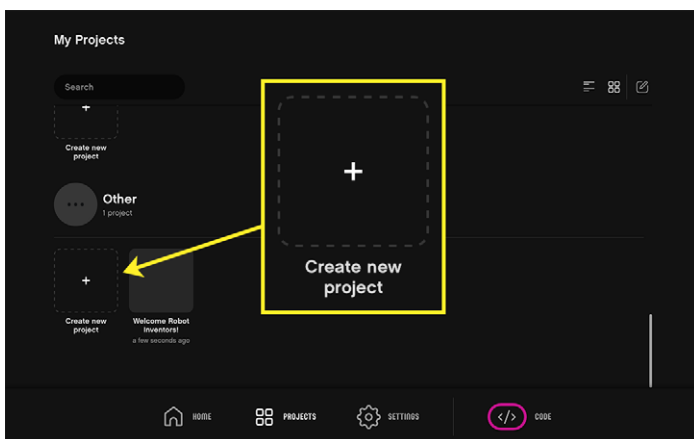 My Projects
Search
Create new
project
Other
1 project
Create new
project
Create new
project
Welcome Robot
Inventors!
a few seconds ago
HOME
PROJECTS
SETTINGS
</> CODE